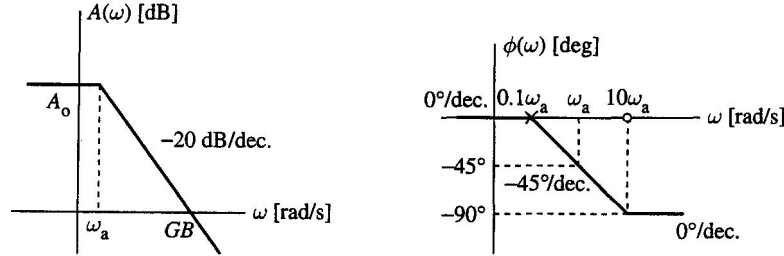 A(ω) [dB]
A₀
−20 dB/dec.
ω [rad/s]
ωₐ
GB
ϕ(ω) [deg]
0°/dec.
0.1ωₐ
ωₐ
10ωₐ
ω [rad/s]
−45°
−45°/dec.
−90°
0°/dec.